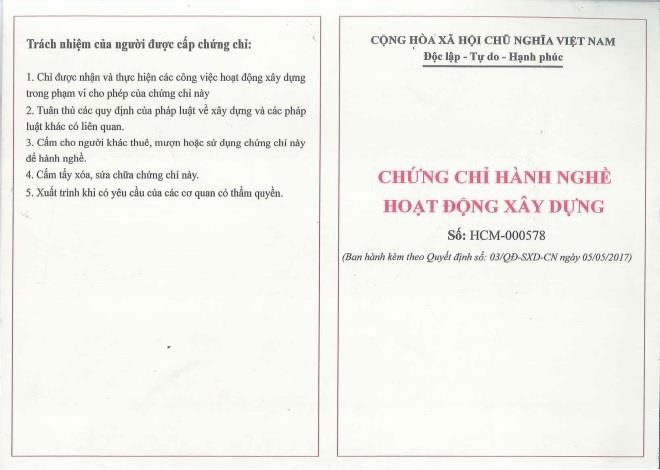 Trách nhiệm của người được cấp chứng chỉ:
1. Chỉ được nhận và thực hiện các công việc hoạt động xây dựng
trong phạm vi cho phép của chứng chỉ này
2. Tuân thủ các quy định của pháp luật về xây dựng và các pháp
luật khác có liên quan.
3. Cấm cho người khác thuê, mượn hoặc sử dụng chứng chỉ này
để hành nghề.
4. Cấm tẩy xóa, sửa chữa chứng chỉ này.
5. Xuất trình khi có yêu cầu của các cơ quan có thẩm quyền.
CỘNG HÒA XÃ HỘI CHỦ NGHĨA VIỆT NAM
Độc lập - Tự do - Hạnh phúc
CHỨNG CHỈ HÀNH NGHỀ
HOẠT ĐỘNG XÂY DỰNG
Số: HCM-000578
(Ban hành kèm theo Quyết định số: 03/QĐ-SXD-CN ngày 05/05/2017)